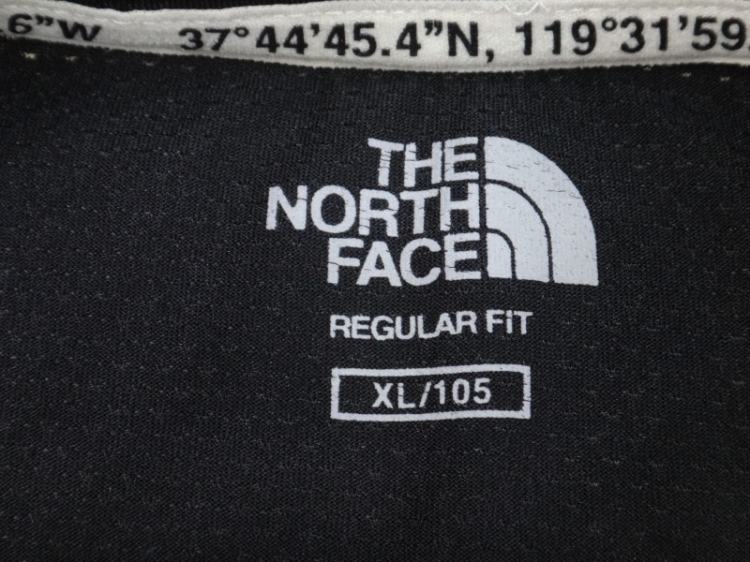 .6”W 37°44’45.4”N, 119°31’59
THE
NORTH
FACE
REGULAR FIT
XL/105